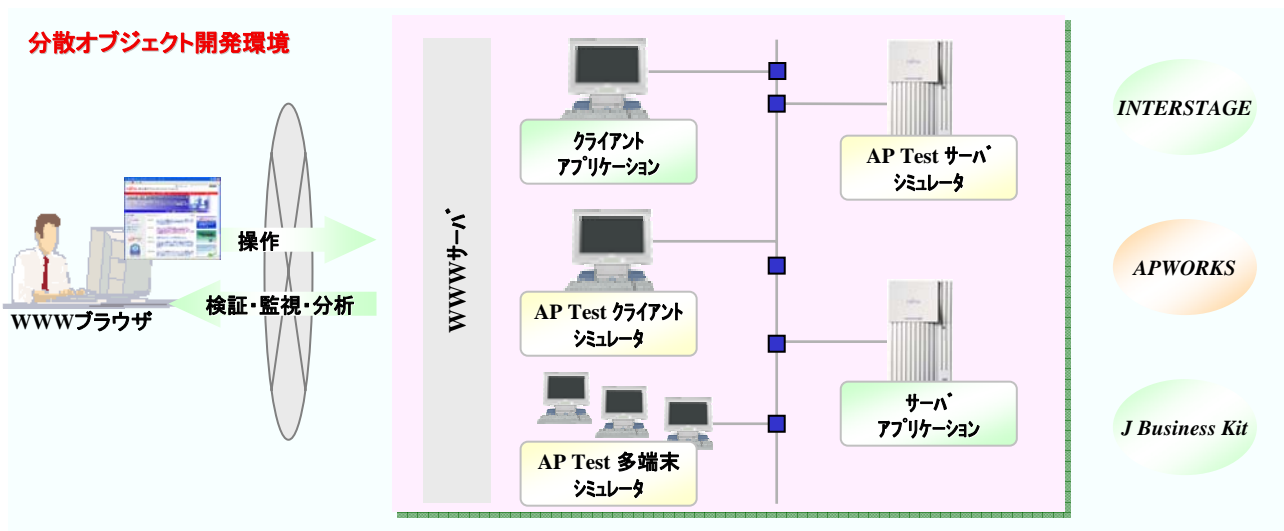 分散オブジェクト開発環境
WWWブラウザ
操作
検証・監視・分析
WWWサーバ
クライアント
アプリケーション
AP Test サーバ
シミュレータ
AP Test クライアント
シミュレータ
サーバ
アプリケーション
AP Test 多端末
シミュレータ
INTERSTAGE
APWORKS
J Business Kit